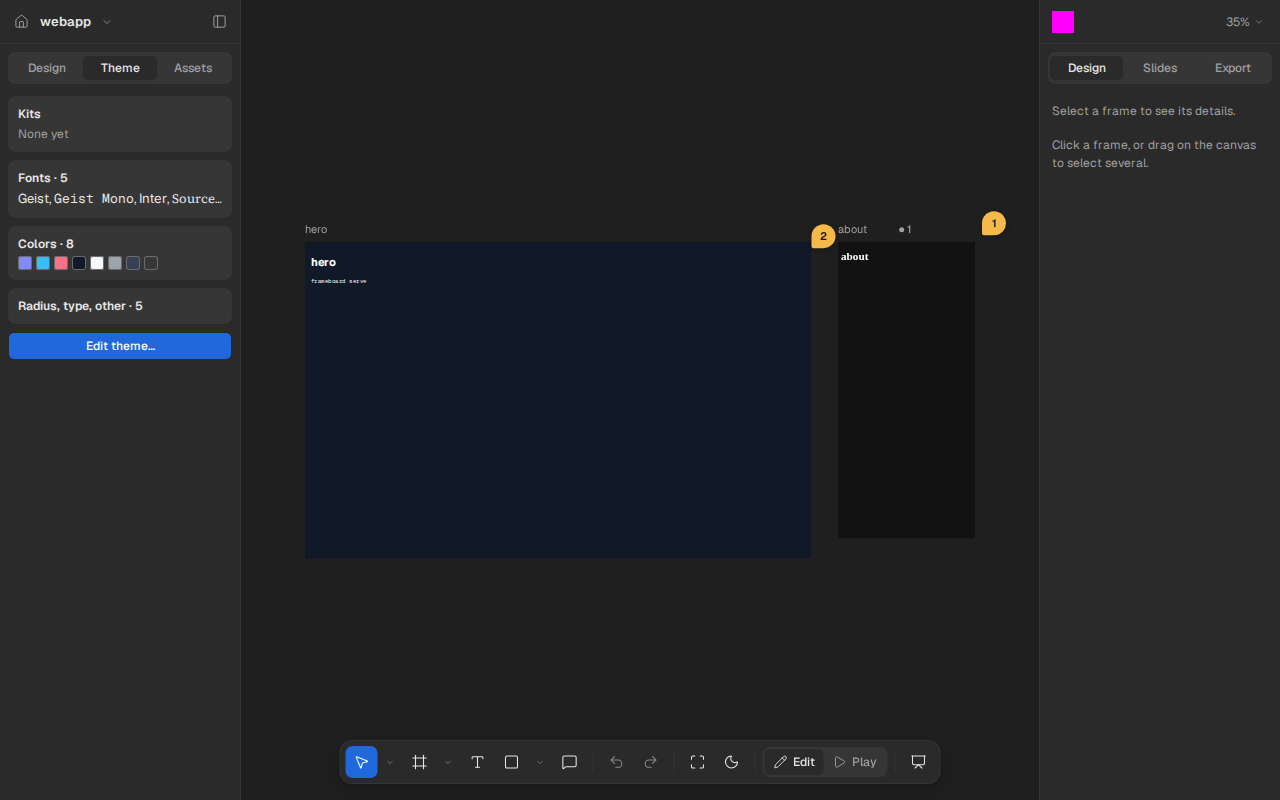 webapp
Design Theme Assets
Kits
None yet
Fonts · 5
Geist, Geist Mono, Inter, Source…
Colors · 8
Radius, type, other · 5
Edit theme…
hero
2
about
1
1
hero
frameboard serve
about
Edit
Play
35%
Design Slides Export
Select a frame to see its details.
Click a frame, or drag on the canvas
to select several.